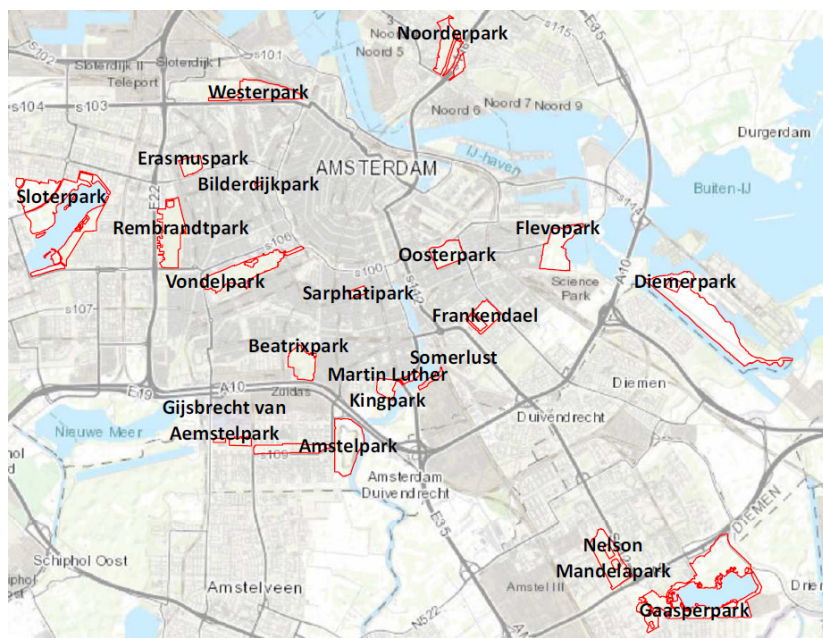 Noorderpark
Noord 5
s115
E35
s102
Sloterdijk II
Sloterdijk I
s101
Teleport
Westerpark
s104
s103
Noord 6
Noord 7
Noord 9
Durgerdam
Erasmuspark
AMSTERDAM
IJ-haven
Bilderdijkpark
E22
s114
Buiten-IJ
Sloterpark
Rembrandtpark
s106
Flevopark
Oosterpark
A10
Vondelpark
s100
Science
Park
Diemerpark
Sarphatipark
s112
s107
Frankendael
Beatrixpark
Somerlust
Martin Luther
Kingpark
E19
A10
Zuidas
Diemen
Gijsbrecht van
Aemstelpark
Duivendrecht
Nieuwe Meer
Amstelpark
s109
Amsterdam
Duivendrecht
E35
DIEMEN
Schiphol Oost
Nelson
Mandelapark
Amstelveen
Amstel III
Gaasperpark
N522